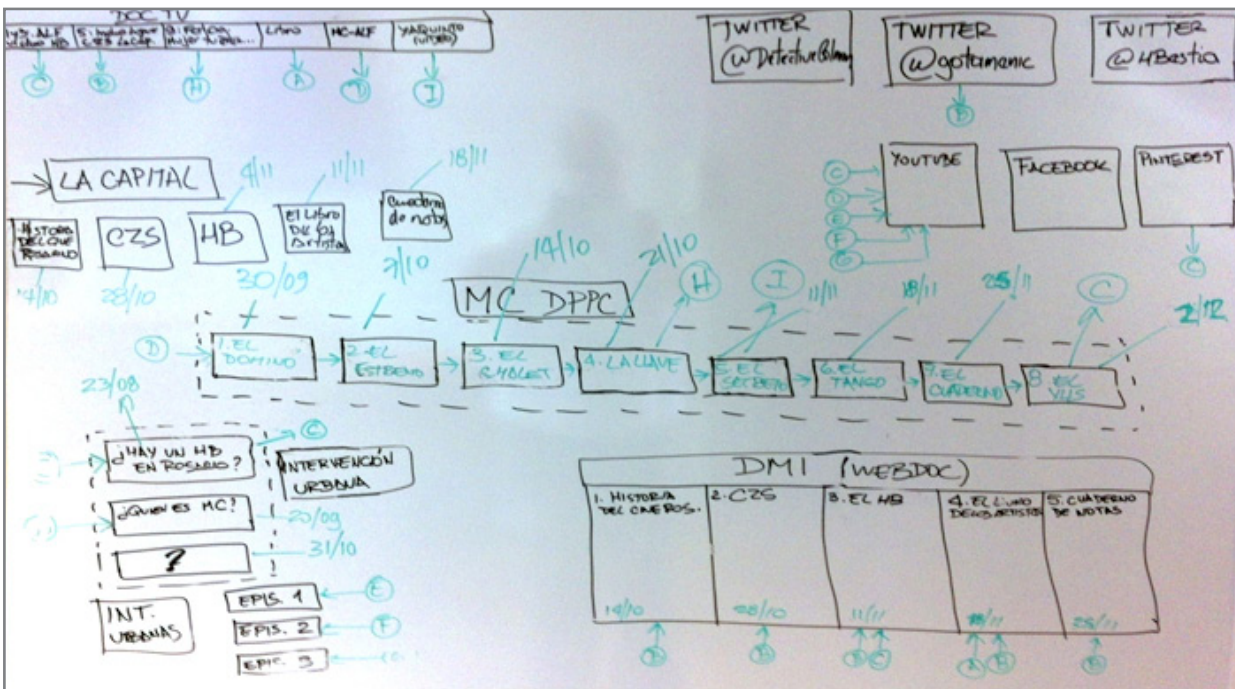 DOC TV
LIBRO
MC-ALF
YARQUINTO
(VIDEO)
C
B
H
A
D
I
TWITTER
TWITTER
@gotamanic
TWITTER
@HBestia
B
YOUTUBE
FACEBOOK
PINTEREST
C
D
E
F
G
C
LA CAPITAL
4/11
11/11
18/11
HISTORIA
DEL QUE
ROSARIO
CZS
HB
El Libro
De los
Artistas
Cuaderno
de notas
14/10
28/10
30/09
7/10
14/10
21/10
H
I
11/11
18/11
25/11
C
2/12
MC DPPC
D
1. EL
DOMINO
2. EL
ESTRENO
3. EL
4. LA LLAVE
5. EL
SECRETO
6. EL
TANGO
7. EL
CUADERNO
8. EL
23/08
¿HAY UN HB
EN ROSARIO?
C
INTERVENCIÓN
URBANA
¿QUIEN ES MC?
20/09
?
31/10
INT.
URBANAS
EPIS. 1
E
EPIS. 2
F
EPIS. 3
DMI (WEBDOC)
1. HISTORIA
DEL
2. CZS
3. EL HB
4. EL LIBRO
DE LOS ARTISTAS
5. CUADERNO
DE NOTAS
14/10
28/10
11/11
18/11
25/11
B
B
B
C
A
B
B